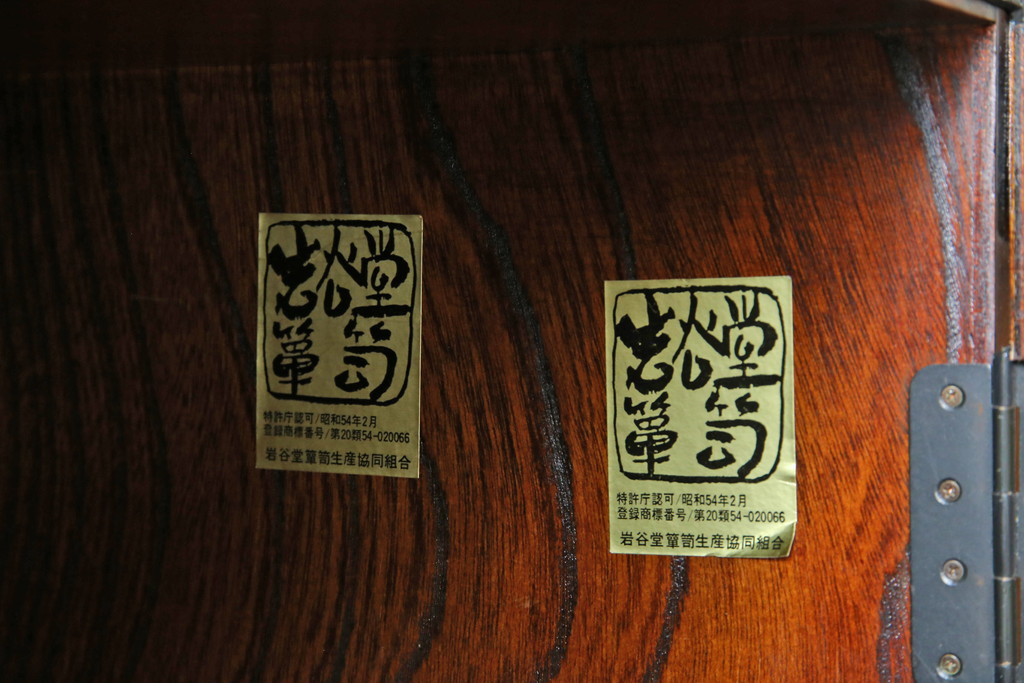 岩谷堂
簞笥
特許庁認可/昭和54年2月
登録商標番号/第20類54-020066
岩谷堂簞笥生産協同組合
岩谷堂
簞笥
特許庁認可/昭和54年2月
登録商標番号/第20類54-020066
岩谷堂簞笥生産協同組合